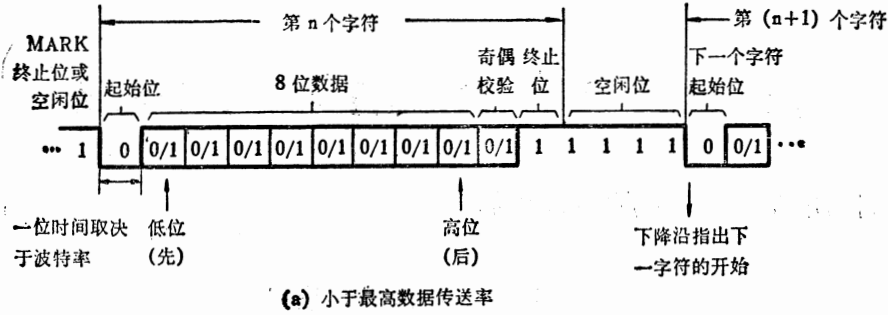 第 n 个字符
第 (n+1) 个字符
MARK
终止位或
空闲位
起始位
8 位数据
奇偶
校验
终止
位
空闲位
下一个字符
起始位
··· 1 0 0/1 0/1 0/1 0/1 0/1 0/1 0/1 0/1 0/1 1 1 1 1 1 0 0/1 ···
一位时间取决
于波特率
低位
(先)
高位
(后)
下降沿指出下
一字符的开始
(a) 小于最高数据传送率